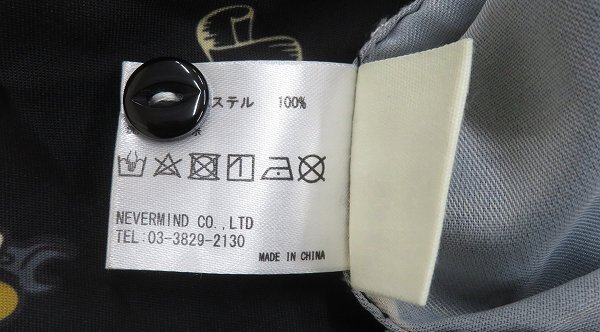 ステル 100%
NEVERMIND CO.,LTD
TEL:03-3829-2130
MADE IN CHINA